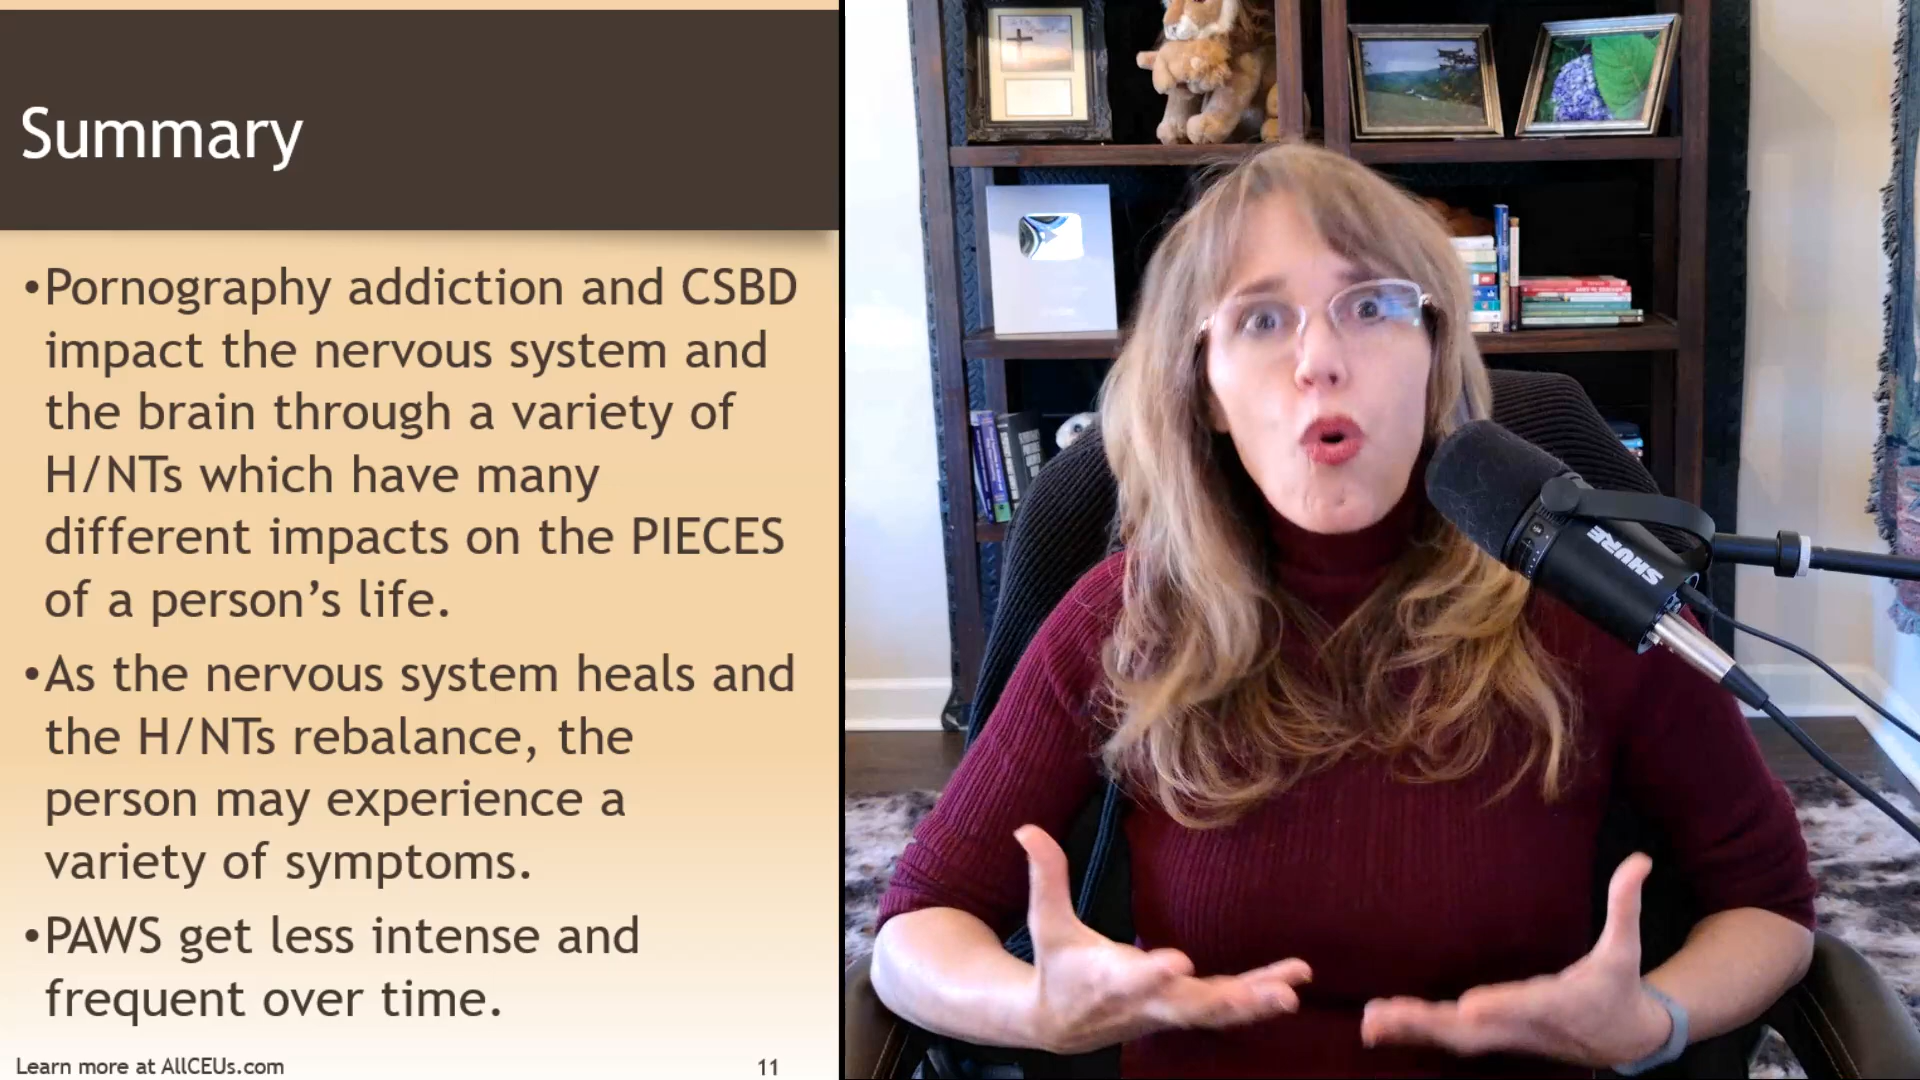 Summary
•Pornography addiction and CSBD
impact the nervous system and
the brain through a variety of
H/NTs which have many
different impacts on the PIECES
of a person’s life.
•As the nervous system heals and
the H/NTs rebalance, the
person may experience a
variety of symptoms.
•PAWS get less intense and
frequent over time.
Learn more at AllCEUs.com
11
SHURE